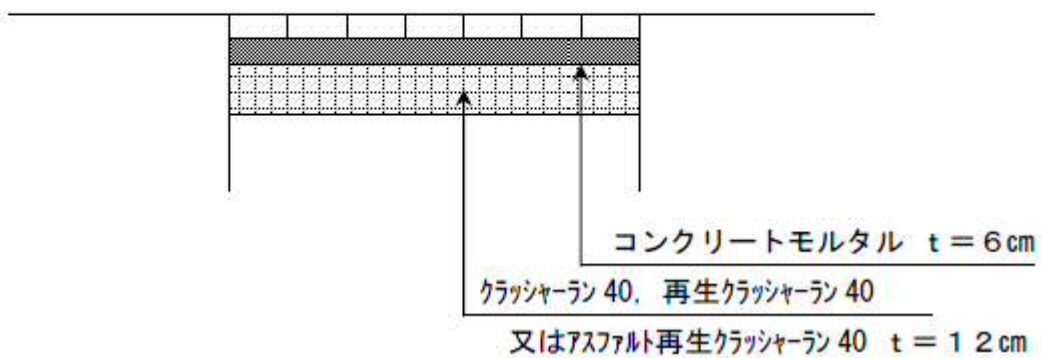 コンクリートモルタル ｔ＝６㎝
ｸﾗｯｼｬｰﾗﾝ 40，再生ｸﾗｯｼｬｰﾗﾝ 40
又はｱｽﾌｧﾙﾄ再生ｸﾗｯｼｬｰﾗﾝ 40 ｔ＝１２㎝